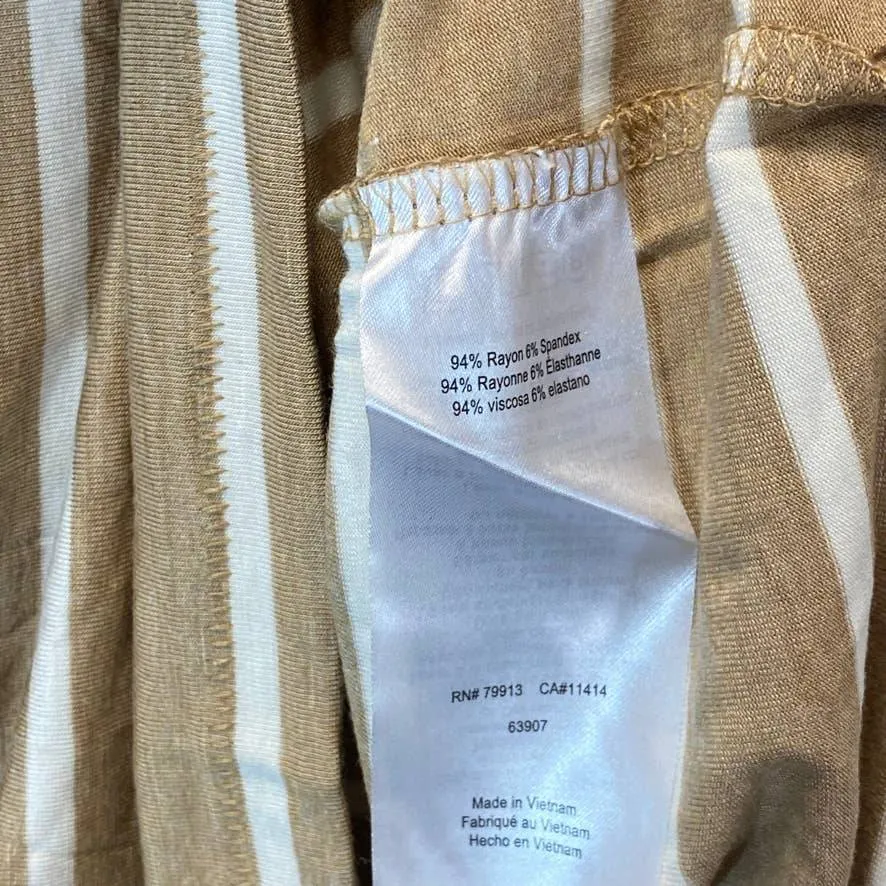 94% Rayon 6% Spandex
94% Rayonne 6% Élasthanne
94% viscosa 6% elastano
RN# 79913 CA#11414
63907
Made in Vietnam
Fabriqué au Vietnam
Hecho en Vietnam